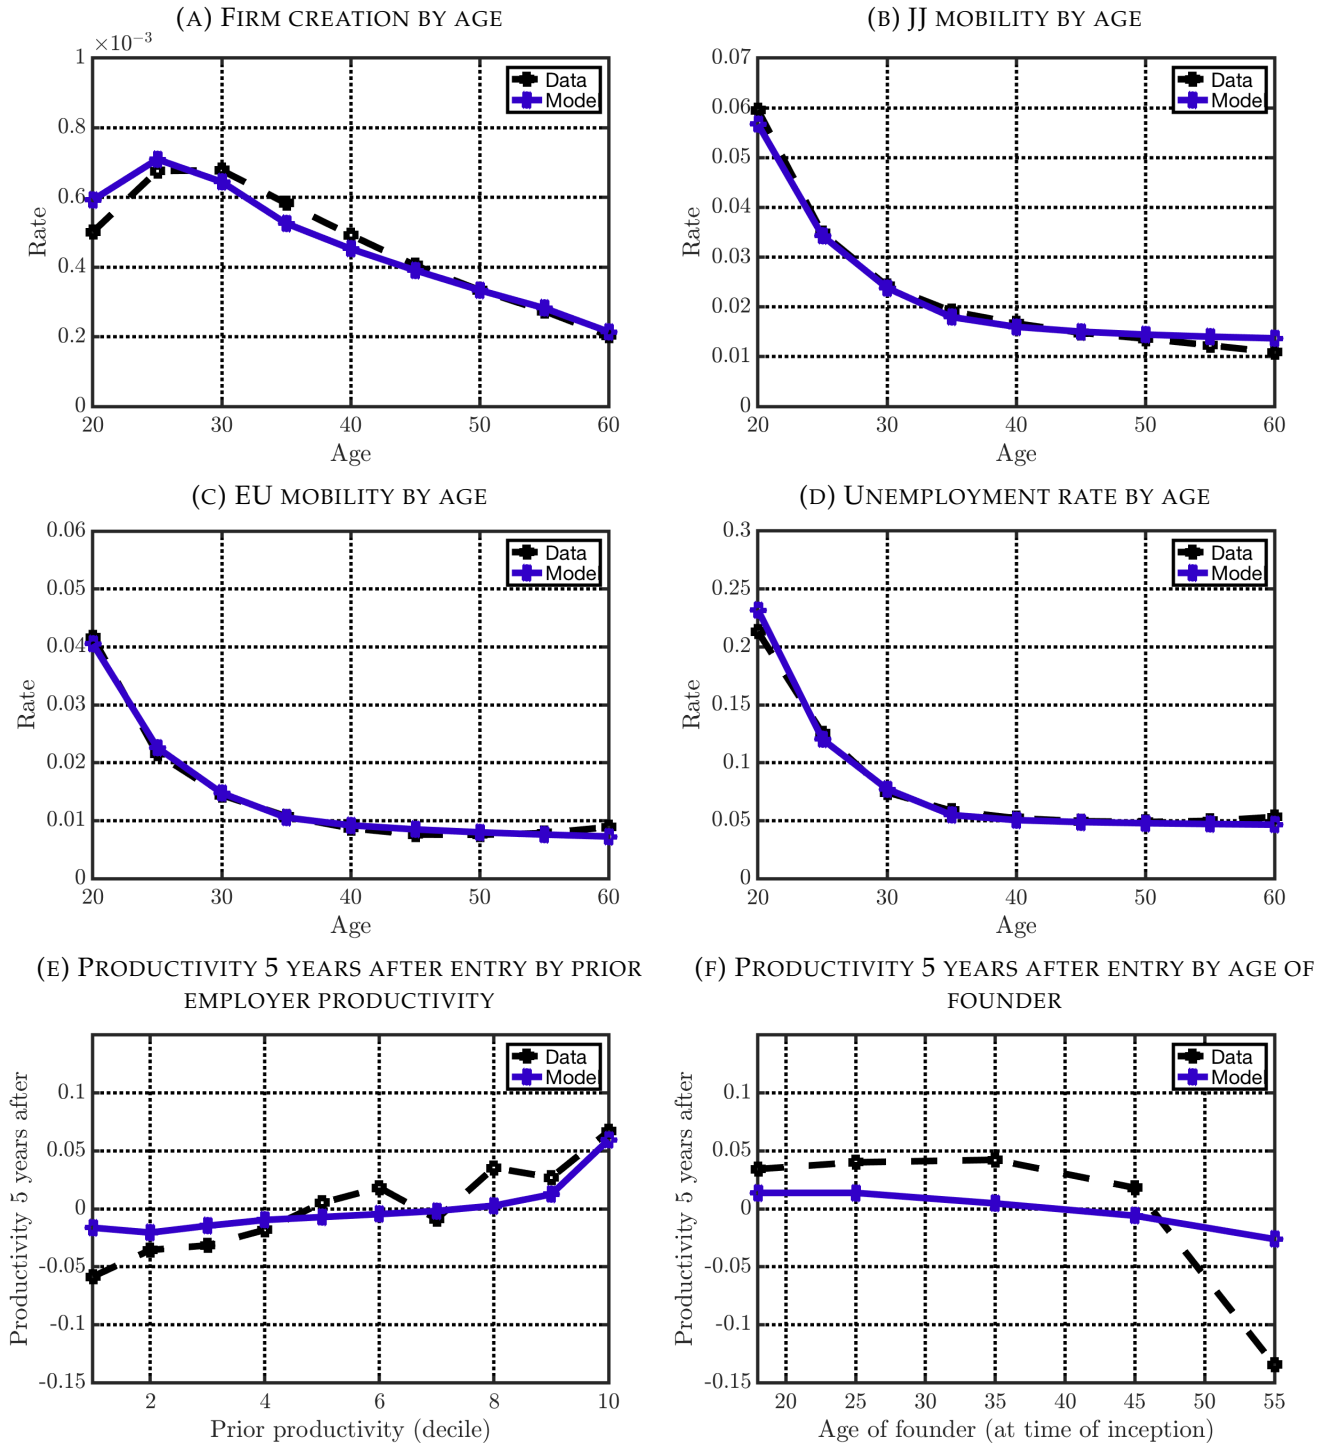 (A) FIRM CREATION BY AGE
×10−3
1
0.8
0.6
0.4
0.2
0
Rate
20 30 40 50 60
Age
Data
Model
(B) JJ MOBILITY BY AGE
0.07
0.06
0.05
0.04
0.03
0.02
0.01
0
Rate
20 30 40 50 60
Age
Data
Model
(C) EU MOBILITY BY AGE
0.06
0.05
0.04
0.03
0.02
0.01
0
Rate
20 30 40 50 60
Age
Data
Model
(D) UNEMPLOYMENT RATE BY AGE
0.3
0.25
0.2
0.15
0.1
0.05
0
Rate
20 30 40 50 60
Age
Data
Model
(E) PRODUCTIVITY 5 YEARS AFTER ENTRY BY PRIOR
EMPLOYER PRODUCTIVITY
0.1
0.05
0
-0.05
-0.1
-0.15
Productivity 5 years after
2 4 6 8 10
Prior productivity (decile)
Data
Model
(F) PRODUCTIVITY 5 YEARS AFTER ENTRY BY AGE OF
FOUNDER
0.1
0.05
0
-0.05
-0.1
-0.15
Productivity 5 years after
20 25 30 35 40 45 50 55
Age of founder (at time of inception)
Data
Model